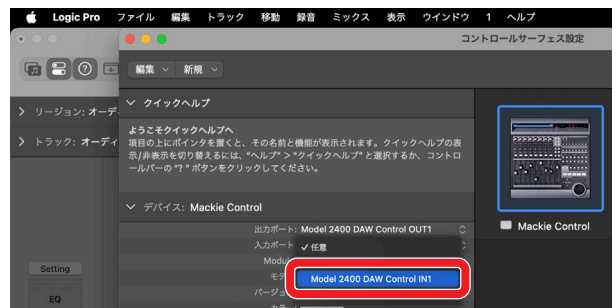 Logic Pro ファイル 編集 トラック 移動 録音 ミックス 表示 ウインドウ 1 ヘルプ
コントロールサーフェス設定
編集 新規
クイックヘルプ
リージョン: オーデ
ようこそクイックヘルプへ
項目の上にポインタを置くと、その名前と機能が表示されます。クイックヘルプの表
示/非表示を切り替えるには、"ヘルプ" > "クイックヘルプ" と選択するか、コントロ
ールバーの "?" ボタンをクリックしてください。
トラック: オーディ
デバイス: Mackie Control
出力ポート: Model 2400 DAW Control OUT1
入力ポート ✓ 任意
Modu
モデ
Model 2400 DAW Control IN1
バージョ
Mackie Control
Setting
EQ